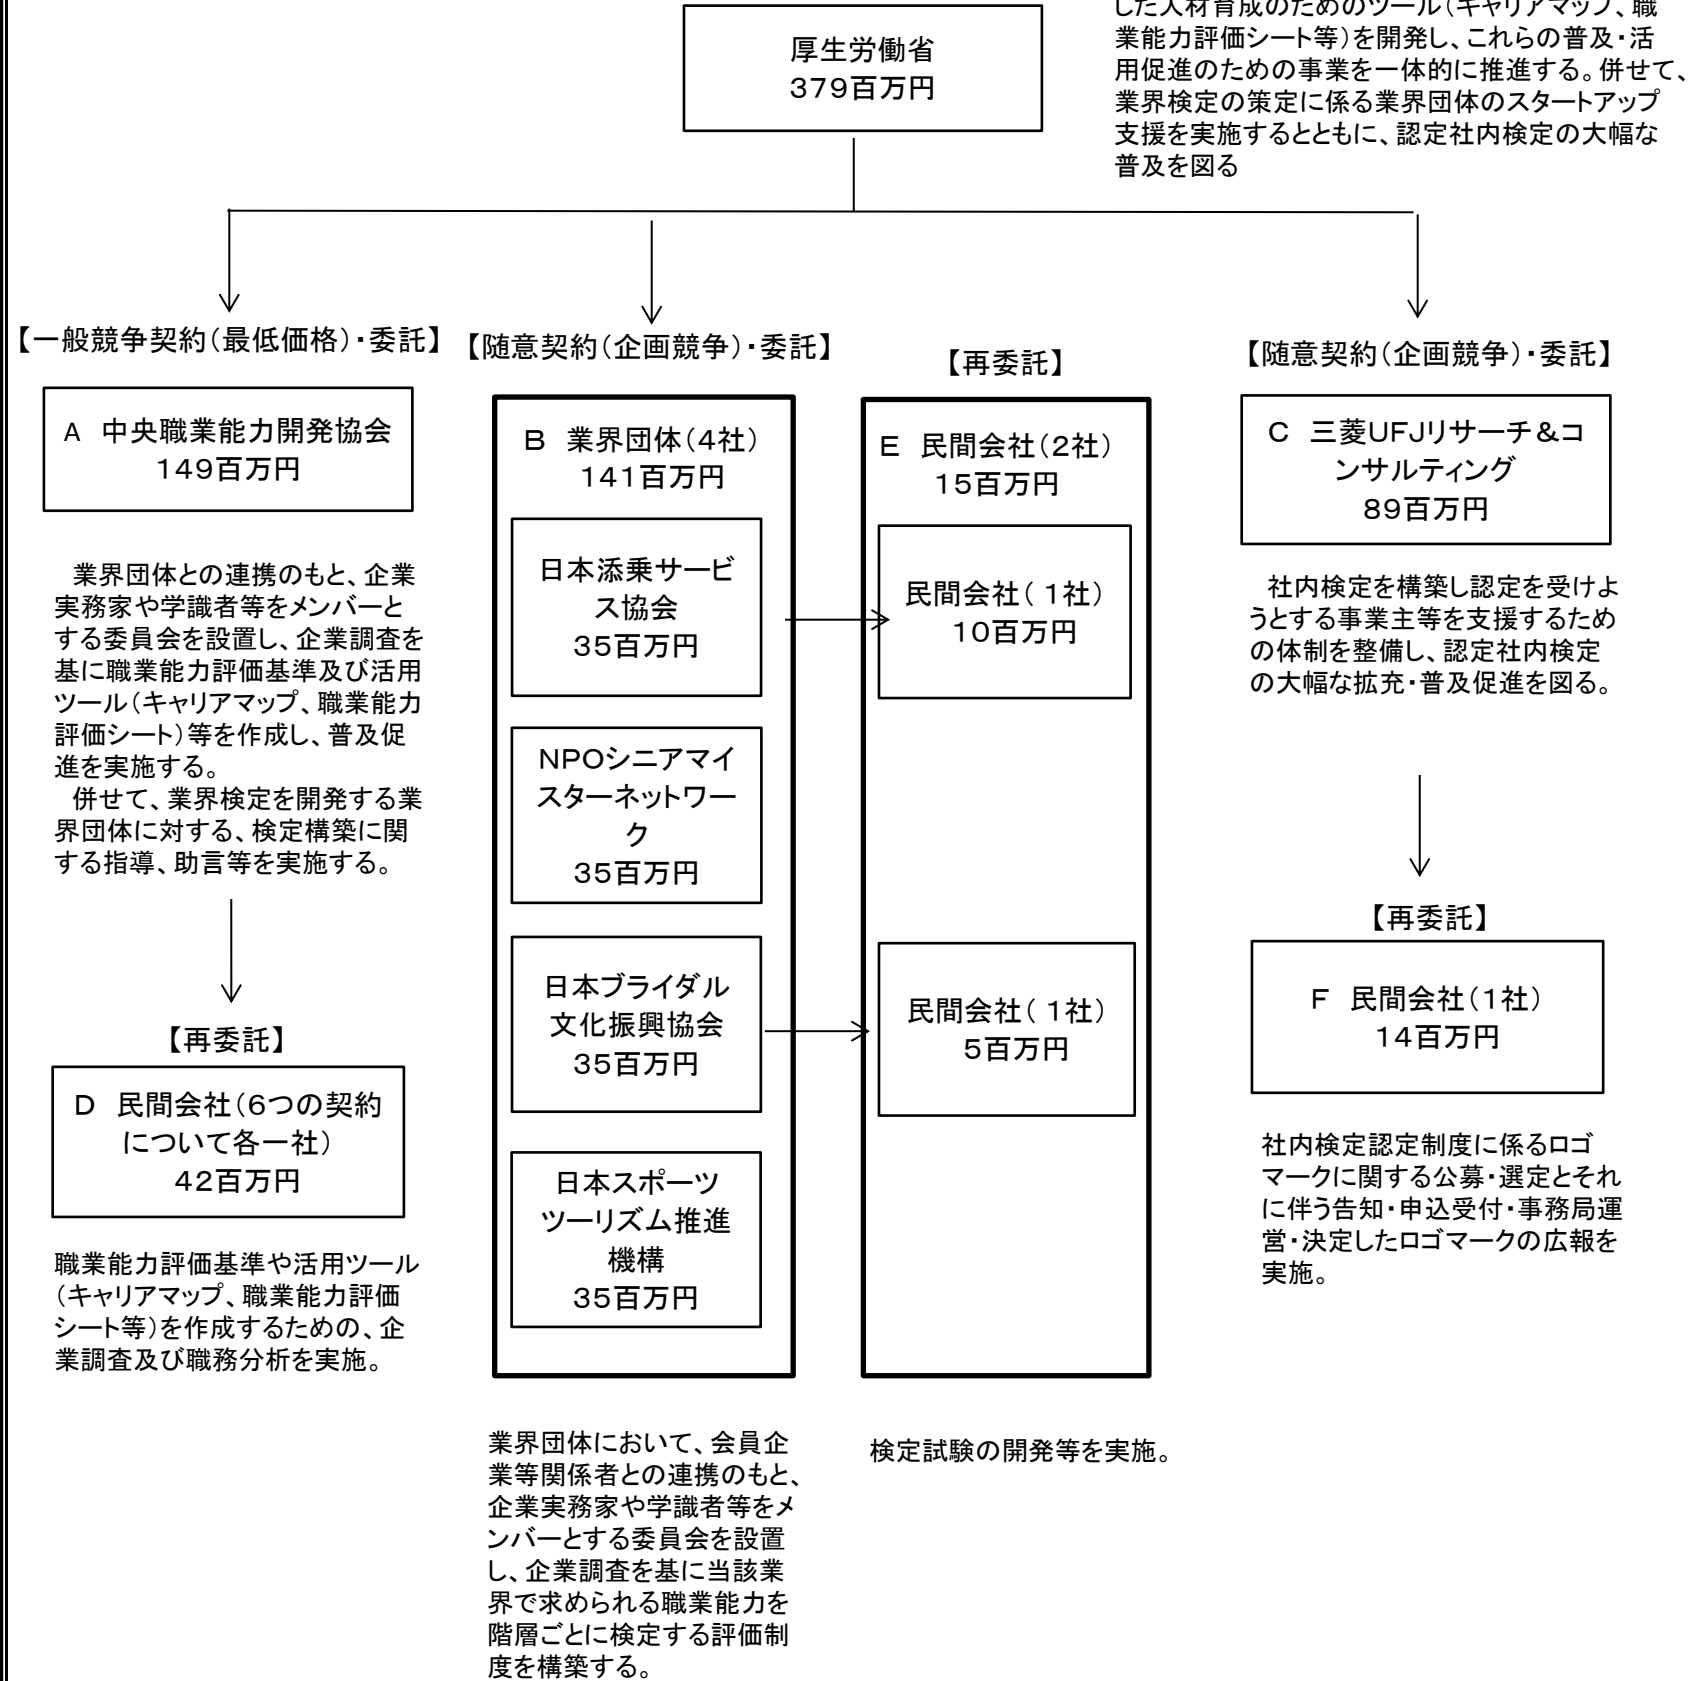 した人材育成のためのツール（キャリアマップ、職
業能力評価シート等）を開発し、これらの普及・活
用促進のための事業を一体的に推進する。併せて、
業界検定の策定に係る業界団体のスタートアップ
支援を実施するとともに、認定社内検定の大幅な
普及を図る
厚生労働省
３７９百万円
【一般競争契約（最低価格）・委託】
A　中央職業能力開発協会
１４９百万円
業界団体との連携のもと、企業
実務家や学識者等をメンバーと
する委員会を設置し、企業調査を
基に職業能力評価基準及び活用
ツール（キャリアマップ、職業能力
評価シート）等を作成し、普及促
進を実施する。
併せて、業界検定を開発する業
界団体に対する、検定構築に関
する指導、助言等を実施する。
【再委託】
D　民間会社（６つの契約
について各一社）
４２百万円
職業能力評価基準や活用ツール
（キャリアマップ、職業能力評価
シート等）を作成するための、企
業調査及び職務分析を実施。
【随意契約（企画競争）・委託】
B　業界団体（４社）
１４１百万円
日本添乗サービ
ス協会
３５百万円
ＮＰＯシニアマイ
スターネットワー
ク
３５百万円
日本ブライダル
文化振興協会
３５百万円
日本スポーツ
ツーリズム推進
機構
３５百万円
業界団体において、会員企
業等関係者との連携のもと、
企業実務家や学識者等をメ
ンバーとする委員会を設置
し、企業調査を基に当該業
界で求められる職業能力を
階層ごとに検定する評価制
度を構築する。
【再委託】
E　民間会社（２社）
１５百万円
民間会社（ １社）
１０百万円
民間会社（ １社）
５百万円
検定試験の開発等を実施。
【随意契約（企画競争）・委託】
C　三菱ＵＦＪリサーチ＆コ
ンサルティング
８９百万円
社内検定を構築し認定を受けよ
うとする事業主等を支援するため
の体制を整備し、認定社内検定
の大幅な拡充・普及促進を図る。
【再委託】
F　民間会社（１社）
１４百万円
社内検定認定制度に係るロゴ
マークに関する公募・選定とそれ
に伴う告知・申込受付・事務局運
営・決定したロゴマークの広報を
実施。